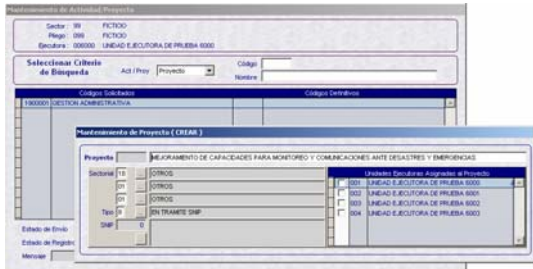 Mantenimiento de Actividad/Proyecto
Sector: 99 FICTICIO
Pliego: 099 FICTICIO
Ejecutora: 006000 UNIDAD EJECUTORA DE PRUEBA 6000
Seleccionar Criterio de Búsqueda
Act / Proy Proyecto
Código
Nombre
Códigos Solicitados Códigos Definitivos
1900001 GESTION ADMINISTRATIVA
Mantenimiento de Proyecto ( CREAR )
Proyecto MEJORAMIENTO DE CAPACIDADES PARA MONITOREO Y COMUNICACIONES ANTE DESASTRES Y EMERGENCIAS
Sectorial 18 ... OTROS
01 ... OTROS
01 ... OTROS
Tipo 8 ... EN TRAMITE SNIP
SNIP 0
Unidades Ejecutoras Asignadas al Proyecto
001 UNIDAD EJECUTORA DE PRUEBA 6000
002 UNIDAD EJECUTORA DE PRUEBA 6001
003 UNIDAD EJECUTORA DE PRUEBA 6002
004 UNIDAD EJECUTORA DE PRUEBA 6003
Estado de Envío
Estado de Registro
Mensaje